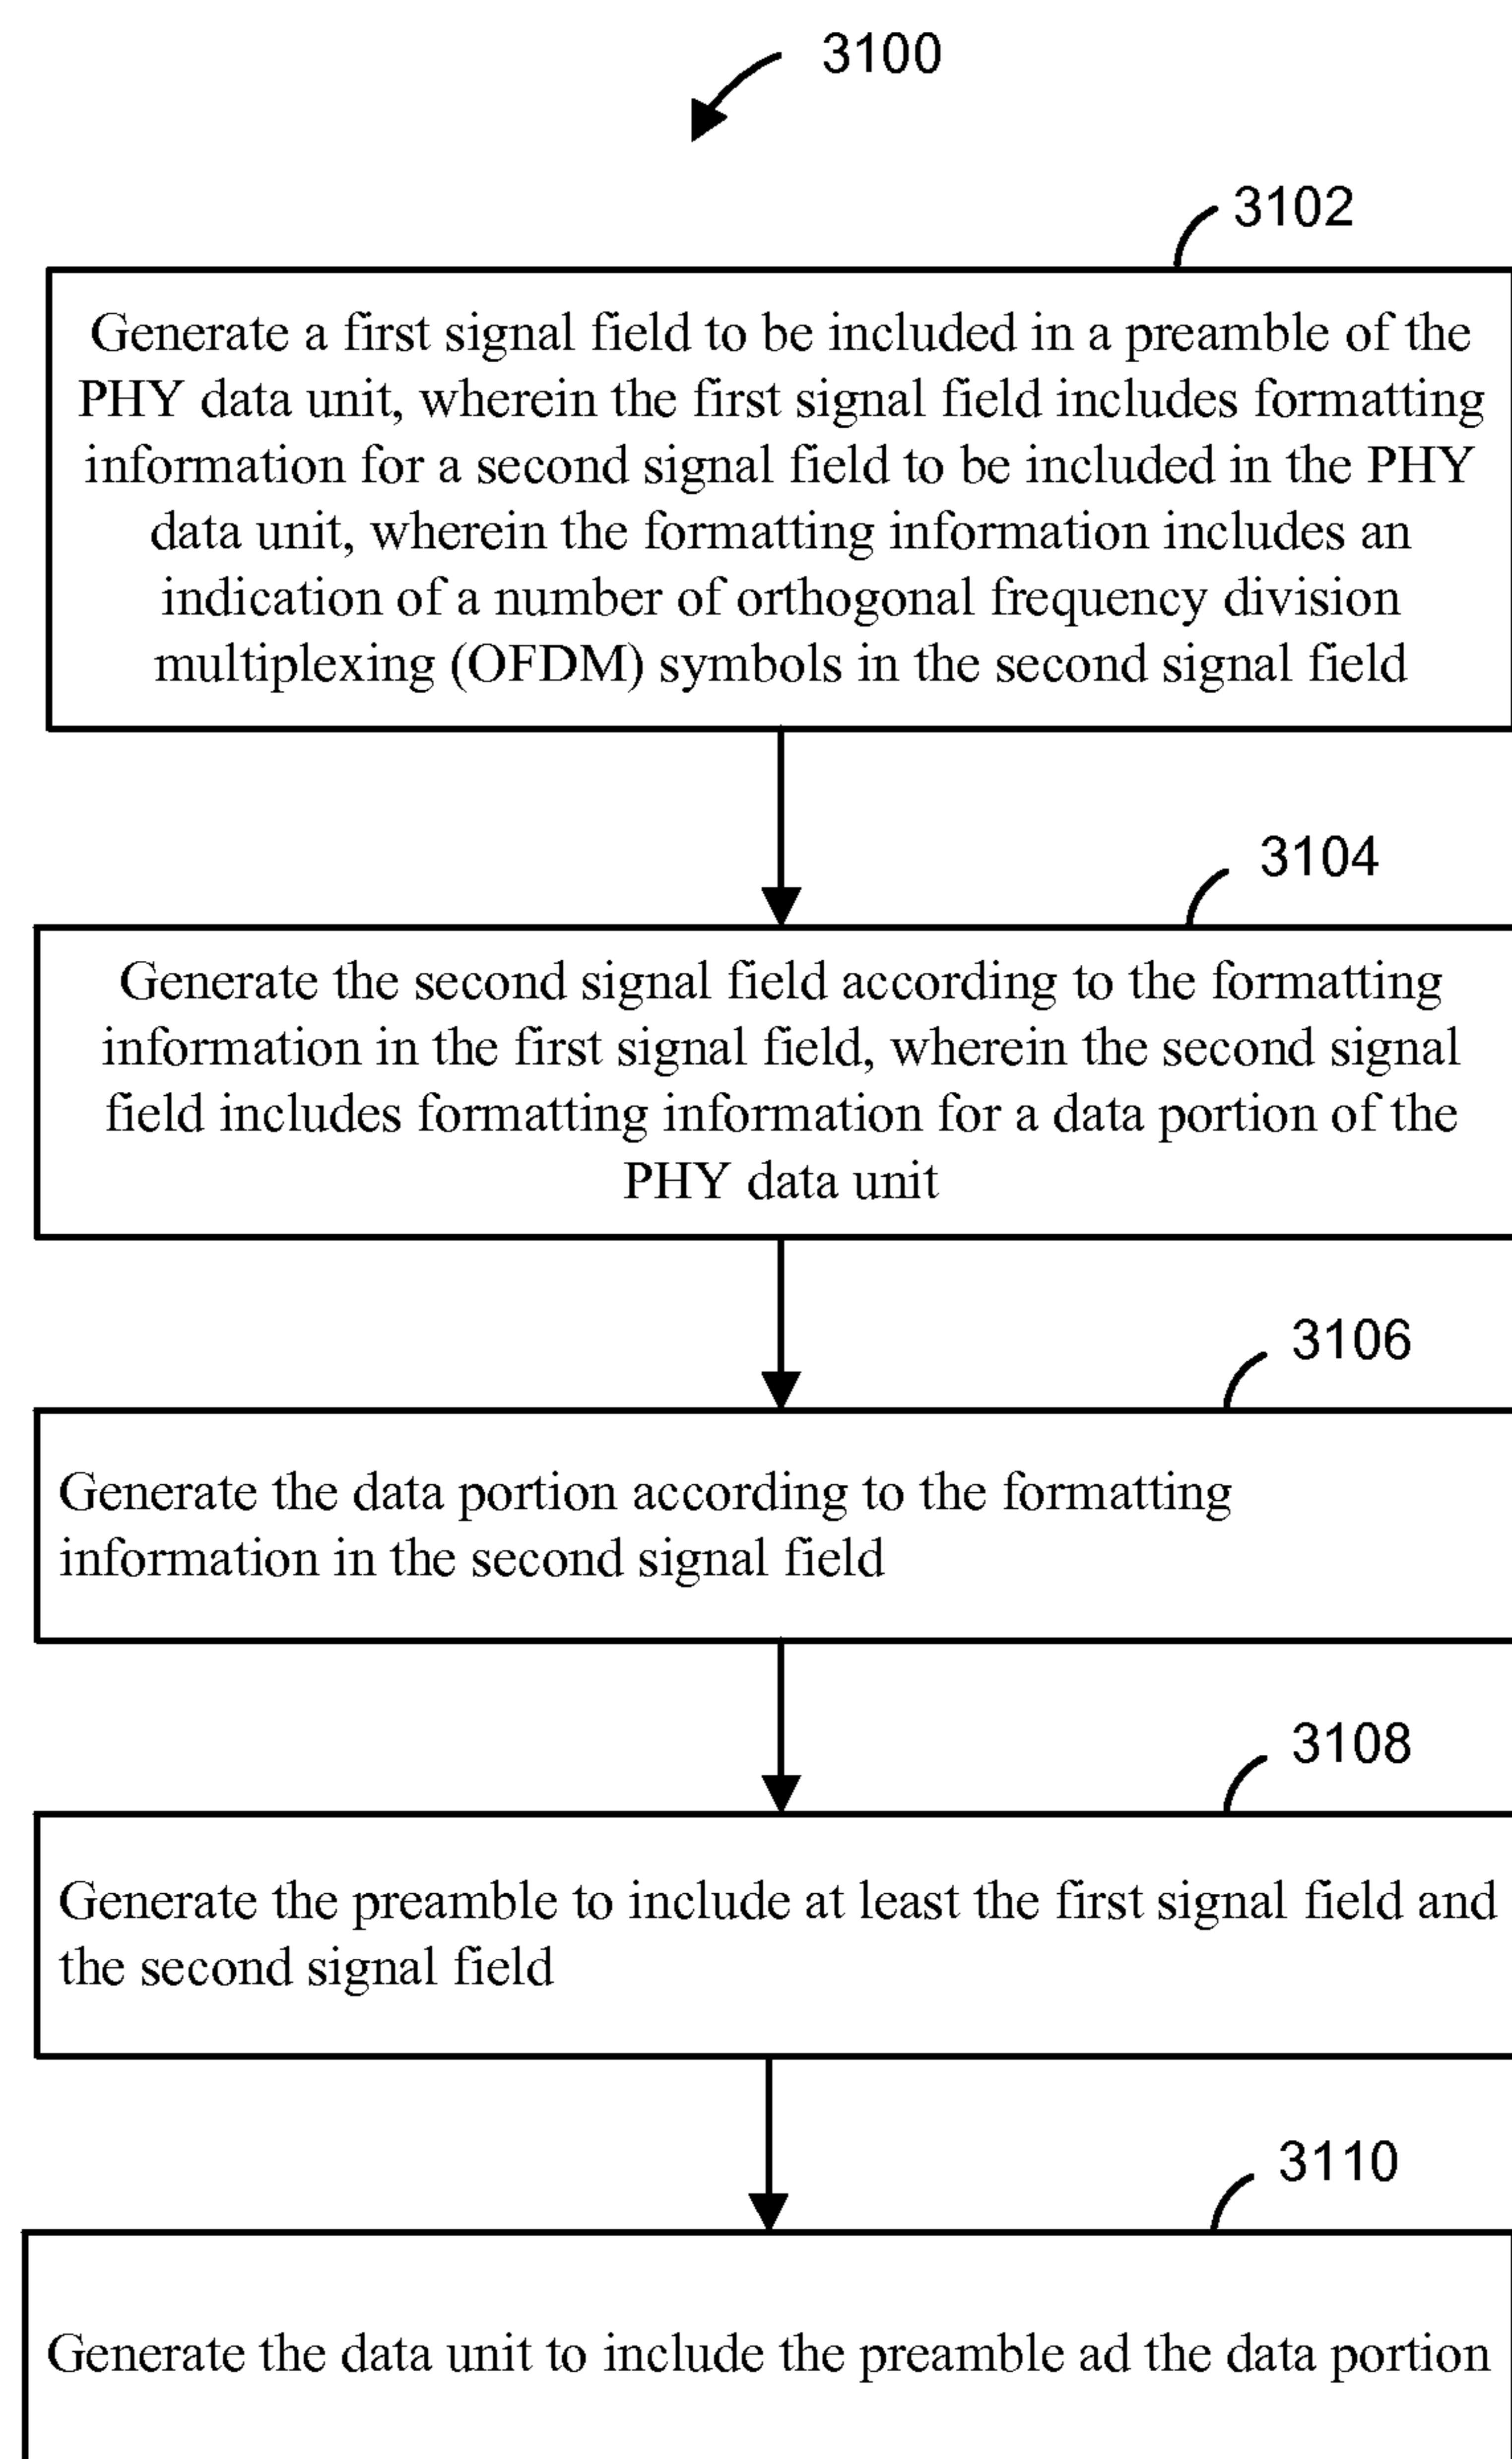 3100
3102
Generate a first signal field to be included in a preamble of the
PHY data unit, wherein the first signal field includes formatting
information for a second signal field to be included in the PHY
data unit, wherein the formatting information includes an
indication of a number of orthogonal frequency division
multiplexing (OFDM) symbols in the second signal field
3104
Generate the second signal field according to the formatting
information in the first signal field, wherein the second signal
field includes formatting information for a data portion of the
PHY data unit
3106
Generate the data portion according to the formatting
information in the second signal field
3108
Generate the preamble to include at least the first signal field and
the second signal field
3110
Generate the data unit to include the preamble ad the data portion